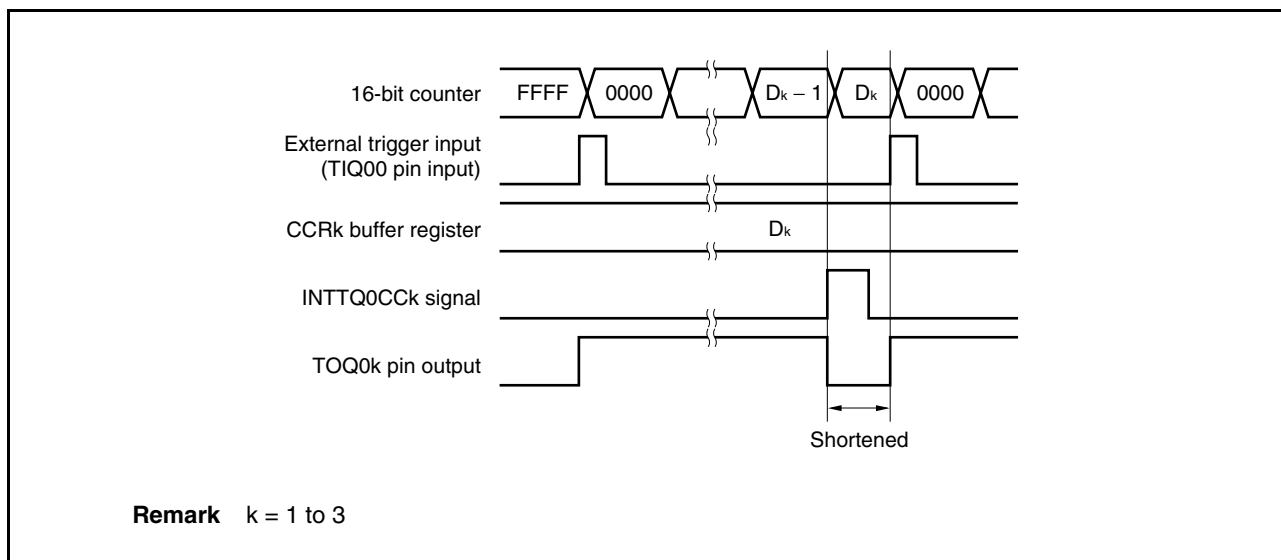 16-bit counter FFFF 0000 Dk − 1 Dk 0000
External trigger input
(TIQ00 pin input)
CCRk buffer register Dk
INTTQ0CCk signal
TOQ0k pin output
Shortened
Remark k = 1 to 3